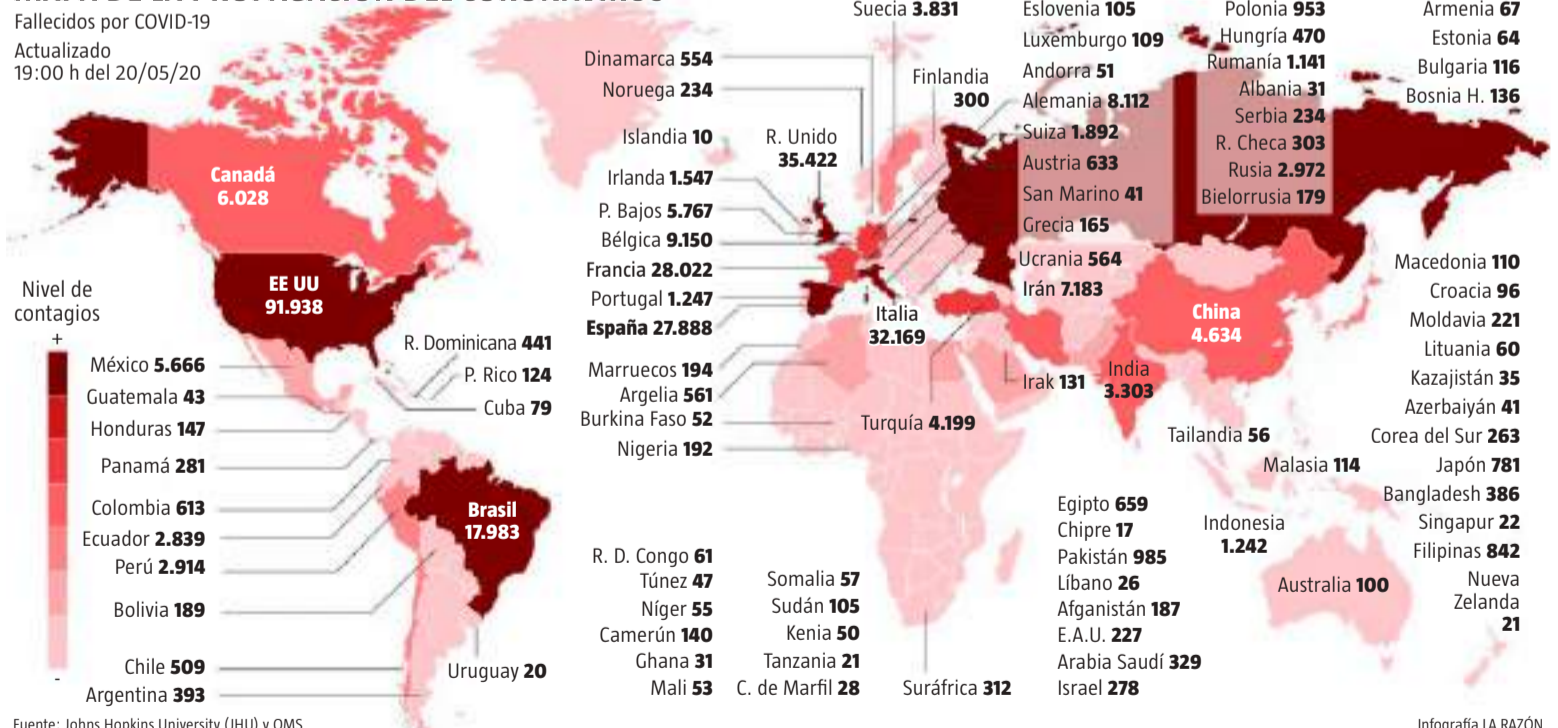 Fallecidos por COVID-19
Actualizado
19:00 h del 20/05/20
Canadá
6.028
EE UU
91.938
Nivel de
contagios
+
-
México 5.666
Guatemala 43
Honduras 147
Panamá 281
Colombia 613
Ecuador 2.839
Perú 2.914
Bolivia 189
Chile 509
Argentina 393
R. Dominicana 441
P. Rico 124
Cuba 79
Brasil
17.983
Uruguay 20
Suecia 3.831
Dinamarca 554
Noruega 234
Islandia 10
Irlanda 1.547
P. Bajos 5.767
Bélgica 9.150
Francia 28.022
Portugal 1.247
España 27.888
Marruecos 194
Argelia 561
Burkina Faso 52
Nigeria 192
R. Unido
35.422
Finlandia
300
Italia
32.169
Turquía 4.199
R. D. Congo 61
Túnez 47
Níger 55
Camerún 140
Ghana 31
Mali 53
Somalia 57
Sudán 105
Kenia 50
Tanzania 21
C. de Marfil 28
Suráfrica 312
Eslovenia 105
Luxemburgo 109
Andorra 51
Alemania 8.112
Suiza 1.892
Austria 633
San Marino 41
Grecia 165
Ucrania 564
Irán 7.183
Irak 131
India
3.303
China
4.634
Tailandia 56
Malasia 114
Indonesia
1.242
Australia 100
Egipto 659
Chipre 17
Pakistán 985
Líbano 26
Afganistán 187
E.A.U. 227
Arabia Saudí 329
Israel 278
Polonia 953
Hungría 470
Rumanía 1.141
Albania 31
Serbia 234
R. Checa 303
Rusia 2.972
Bielorrusia 179
Armenia 67
Estonia 64
Bulgaria 116
Bosnia H. 136
Macedonia 110
Croacia 96
Moldavia 221
Lituania 60
Kazajistán 35
Azerbaiyán 41
Corea del Sur 263
Japón 781
Bangladesh 386
Singapur 22
Filipinas 842
Nueva
Zelanda
21
Fuente: Johns Hopkins University (JHU) y OMS
Infografía LA RAZÓN